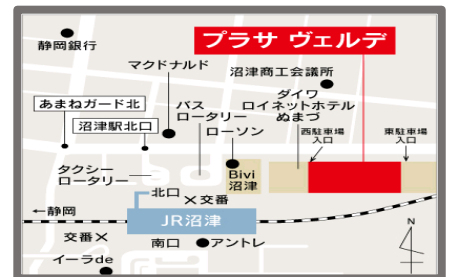 プラサ ヴェルデ
静岡銀行
マクドナルド
沼津商工会議所
あまねガード北
沼津駅北口
バス
ロータリー
ローソン
ダイワ
ロイネットホテル
ぬまづ
西駐車場
入口
東駐車場
入口
タクシー
ロータリー
Bivi
沼津
北口
交番
←静岡
JR沼津
交番
南口
アントレ
イーラde
N